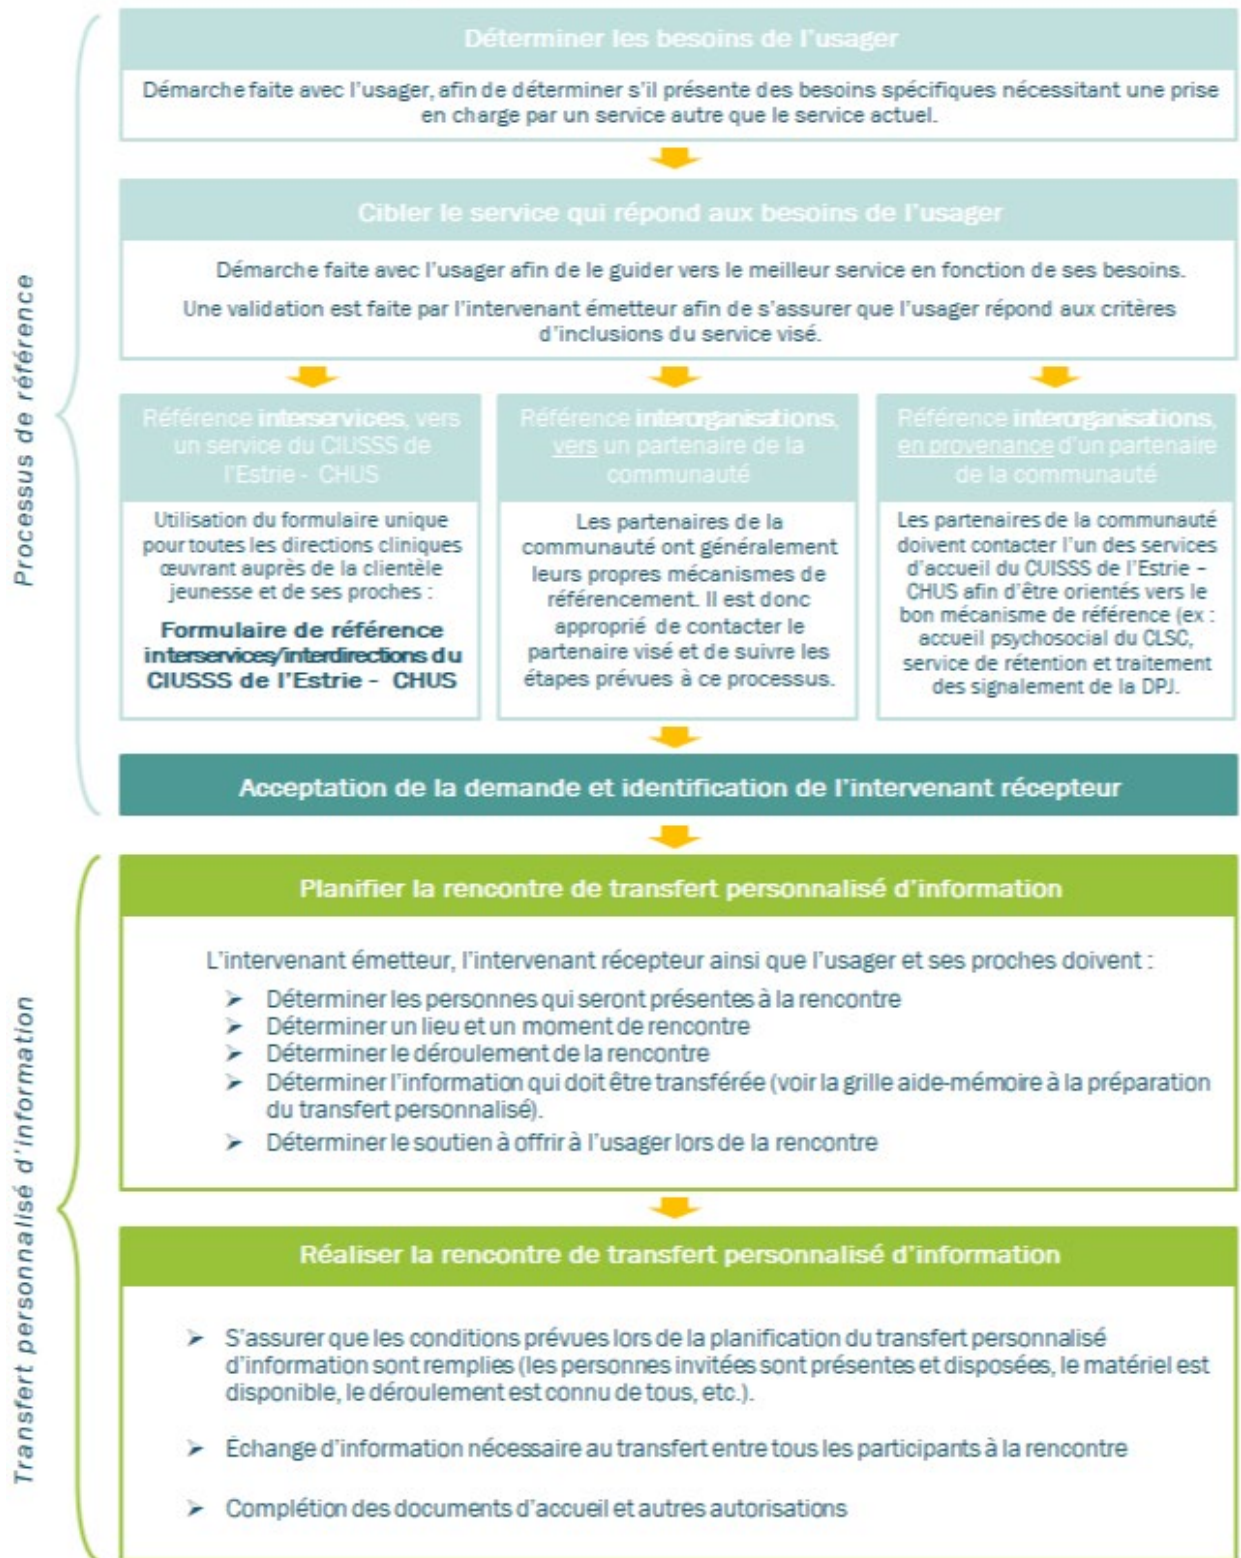 Processus de référence
Déterminer les besoins de l'usager
Démarche faite avec l'usager, afin de déterminer s'il présente des besoins spécifiques nécessitant une prise
en charge par un service autre que le service actuel.
Cibler le service qui répond aux besoins de l'usager
Démarche faite avec l'usager afin de le guider vers le meilleur service en fonction de ses besoins.
Une validation est faite par l'intervenant émetteur afin de s'assurer que l'usager répond aux critères
d'inclusions du service visé.
Référence interservices, vers
un service du CIUSSS de
l'Estrie - CHUS
Utilisation du formulaire unique
pour toutes les directions cliniques
œuvrant auprès de la clientèle
jeunesse et de ses proches :
Formulaire de référence
interservices/interdirections du
CIUSSS de l'Estrie - CHUS
Référence interorganisations,
vers un partenaire de la
communauté
Les partenaires de la
communauté ont généralement
leurs propres mécanismes de
référencement. Il est donc
approprié de contacter le
partenaire visé et de suivre les
étapes prévues à ce processus.
Référence interorganisations,
en provenance d'un partenaire
de la communauté
Les partenaires de la communauté
doivent contacter l'un des services
d'accueil du CUISSS de l'Estrie –
CHUS afin d'être orientés vers le
bon mécanisme de référence (ex :
accueil psychosocial du CLSC,
service de rétention et traitement
des signalement de la DPJ.
Acceptation de la demande et identification de l'intervenant récepteur
Transfert personnalisé d'information
Planifier la rencontre de transfert personnalisé d'information
L'intervenant émetteur, l'intervenant récepteur ainsi que l'usager et ses proches doivent :
➢ Déterminer les personnes qui seront présentes à la rencontre
➢ Déterminer un lieu et un moment de rencontre
➢ Déterminer le déroulement de la rencontre
➢ Déterminer l'information qui doit être transférée (voir la grille aide-mémoire à la préparation
du transfert personnalisé).
➢ Déterminer le soutien à offrir à l'usager lors de la rencontre
Réaliser la rencontre de transfert personnalisé d'information
➢ S'assurer que les conditions prévues lors de la planification du transfert personnalisé
d'information sont remplies (les personnes invitées sont présentes et disposées, le matériel est
disponible, le déroulement est connu de tous, etc.).
➢ Échange d'information nécessaire au transfert entre tous les participants à la rencontre
➢ Complétion des documents d'accueil et autres autorisations